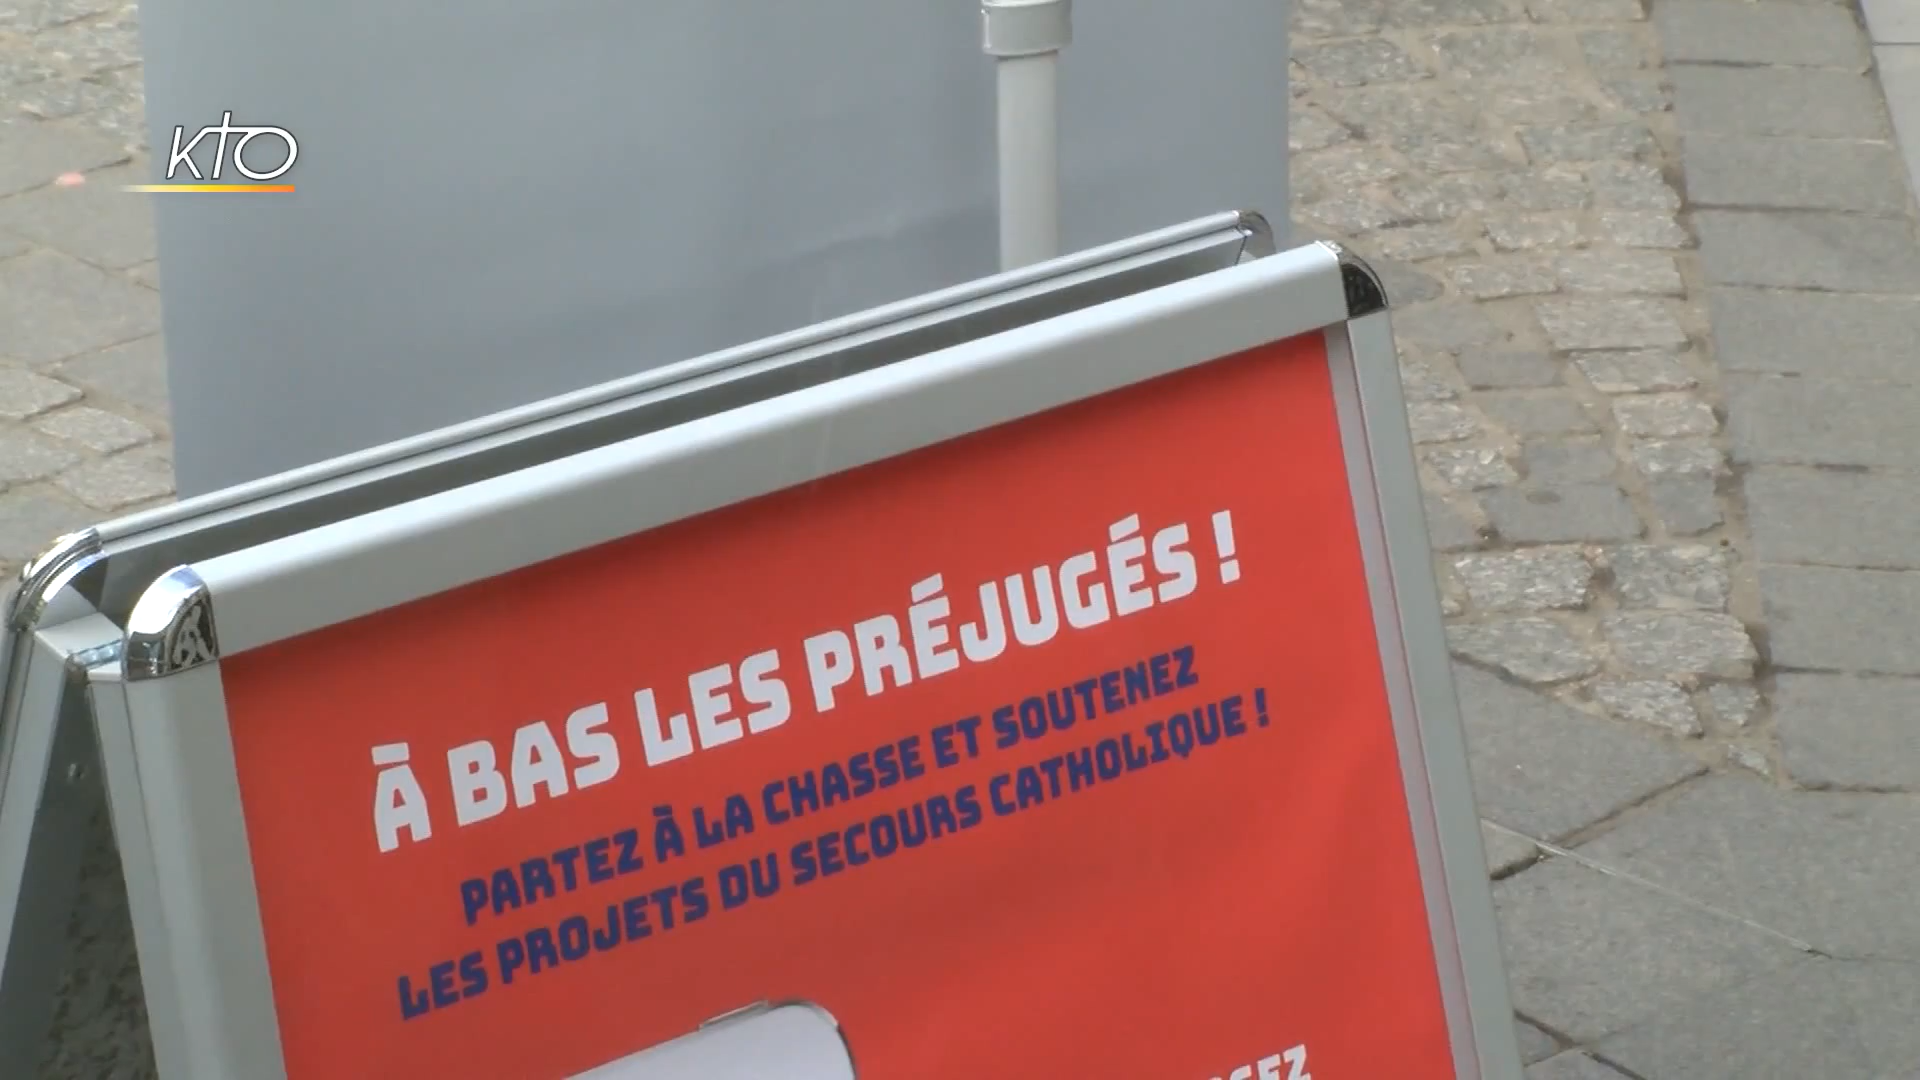 KTO
À BAS LES PRÉJUGÉS !
PARTEZ À LA CHASSE ET SOUTENEZ
LES PROJETS DU SECOURS CATHOLIQUE !